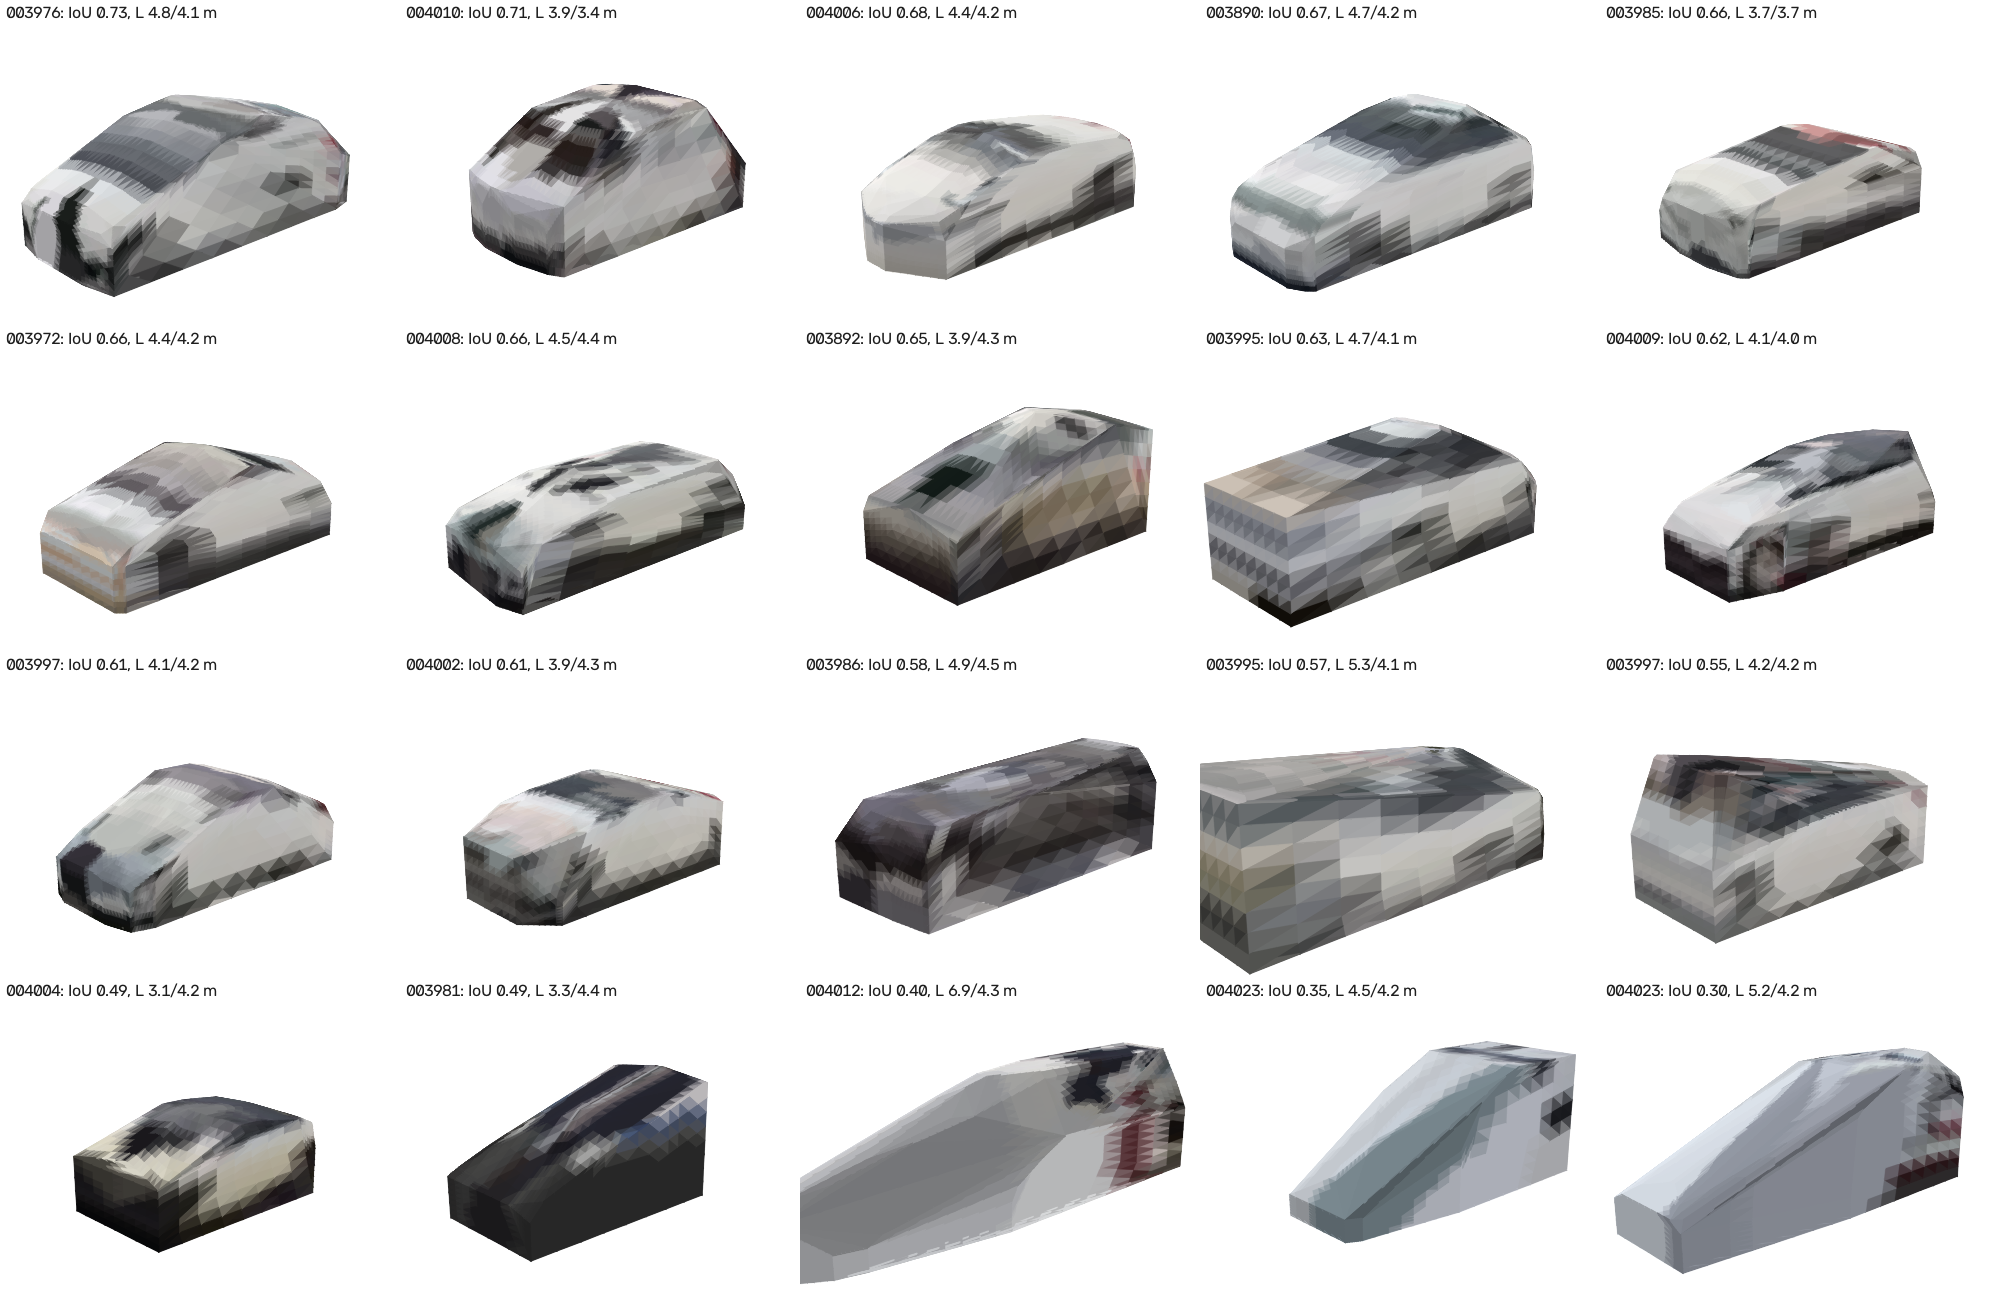 003976: IoU 0.73, L 4.8/4.1 m
004010: IoU 0.71, L 3.9/3.4 m
004006: IoU 0.68, L 4.4/4.2 m
003890: IoU 0.67, L 4.7/4.2 m
003985: IoU 0.66, L 3.7/3.7 m
003972: IoU 0.66, L 4.4/4.2 m
004008: IoU 0.66, L 4.5/4.4 m
003892: IoU 0.65, L 3.9/4.3 m
003995: IoU 0.63, L 4.7/4.1 m
004009: IoU 0.62, L 4.1/4.0 m
003997: IoU 0.61, L 4.1/4.2 m
004002: IoU 0.61, L 3.9/4.3 m
003986: IoU 0.58, L 4.9/4.5 m
003995: IoU 0.57, L 5.3/4.1 m
003997: IoU 0.55, L 4.2/4.2 m
004004: IoU 0.49, L 3.1/4.2 m
003981: IoU 0.49, L 3.3/4.4 m
004012: IoU 0.40, L 6.9/4.3 m
004023: IoU 0.35, L 4.5/4.2 m
004023: IoU 0.30, L 5.2/4.2 m